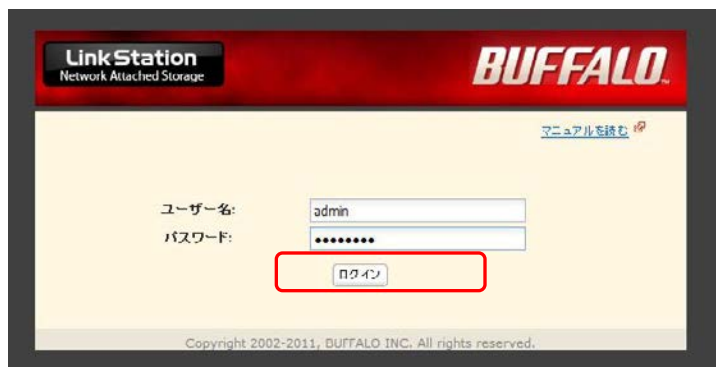 LinkStation
Network Attached Storage
BUFFALO.
マニュアルを読む
ユーザー名:
admin
パスワード:
••••••••
ログイン
Copyright 2002-2011, BUFFALO INC. All rights reserved.